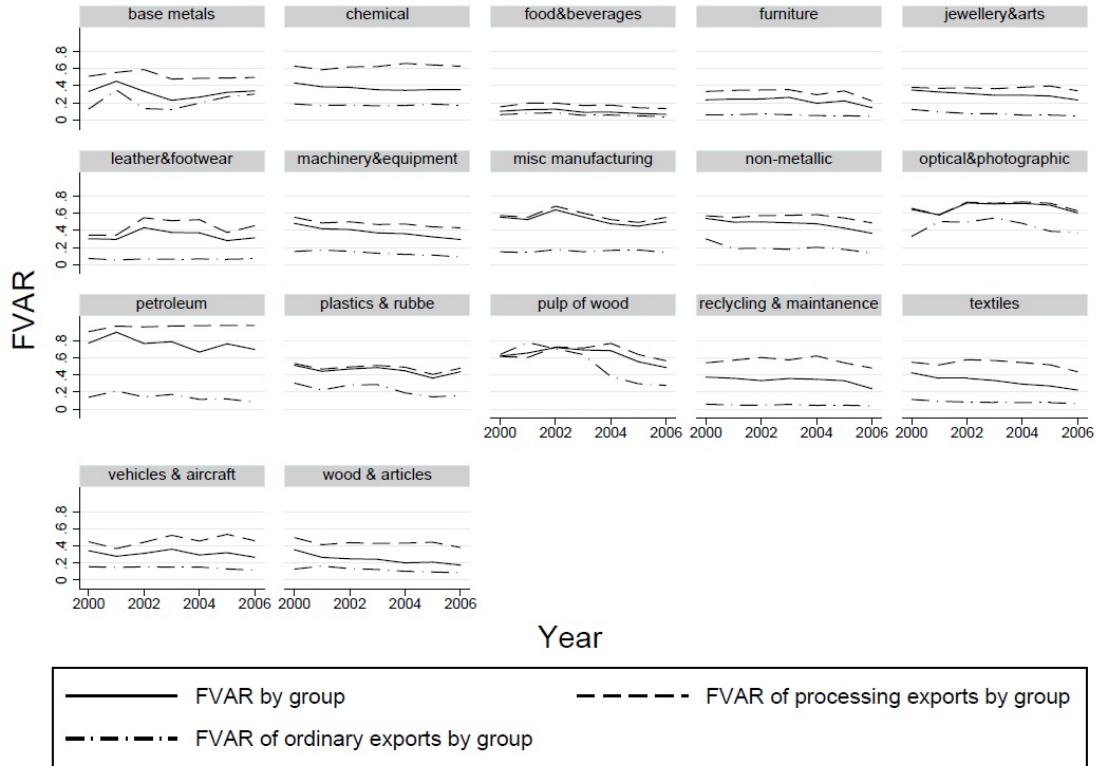 base metals chemical food&beverages furniture jewellery&arts
.8
.6
.4
.2
0
leather&footwear machinery&equipment misc manufacturing non-metallic optical&photographic
.8
.6
.4
.2
0
FVAR
petroleum plastics & rubbe pulp of wood reclycling & maintanence textiles
.8
.6
.4
.2
0
2000 2002 2004 2006 2000 2002 2004 2006 2000 2002 2004 2006
vehicles & aircraft wood & articles
.8
.6
.4
.2
0
2000 2002 2004 2006 2000 2002 2004 2006
Year
FVAR by group FVAR of processing exports by group
FVAR of ordinary exports by group